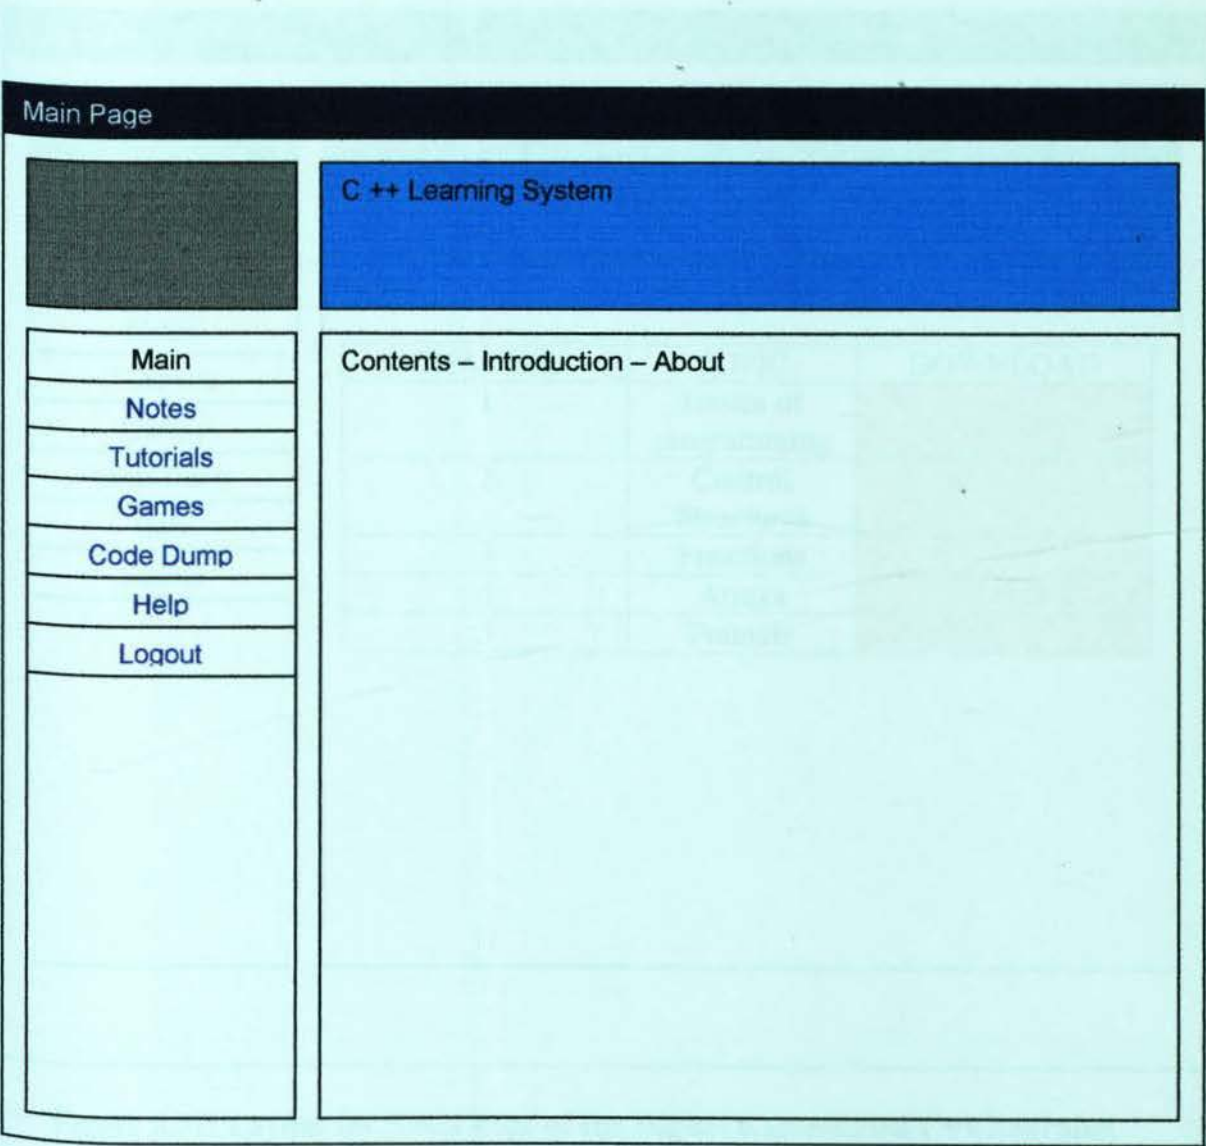 Main Page
C ++ Learning System
Main
Notes
Tutorials
Games
Code Dump
Help
Logout
Contents – Introduction – About